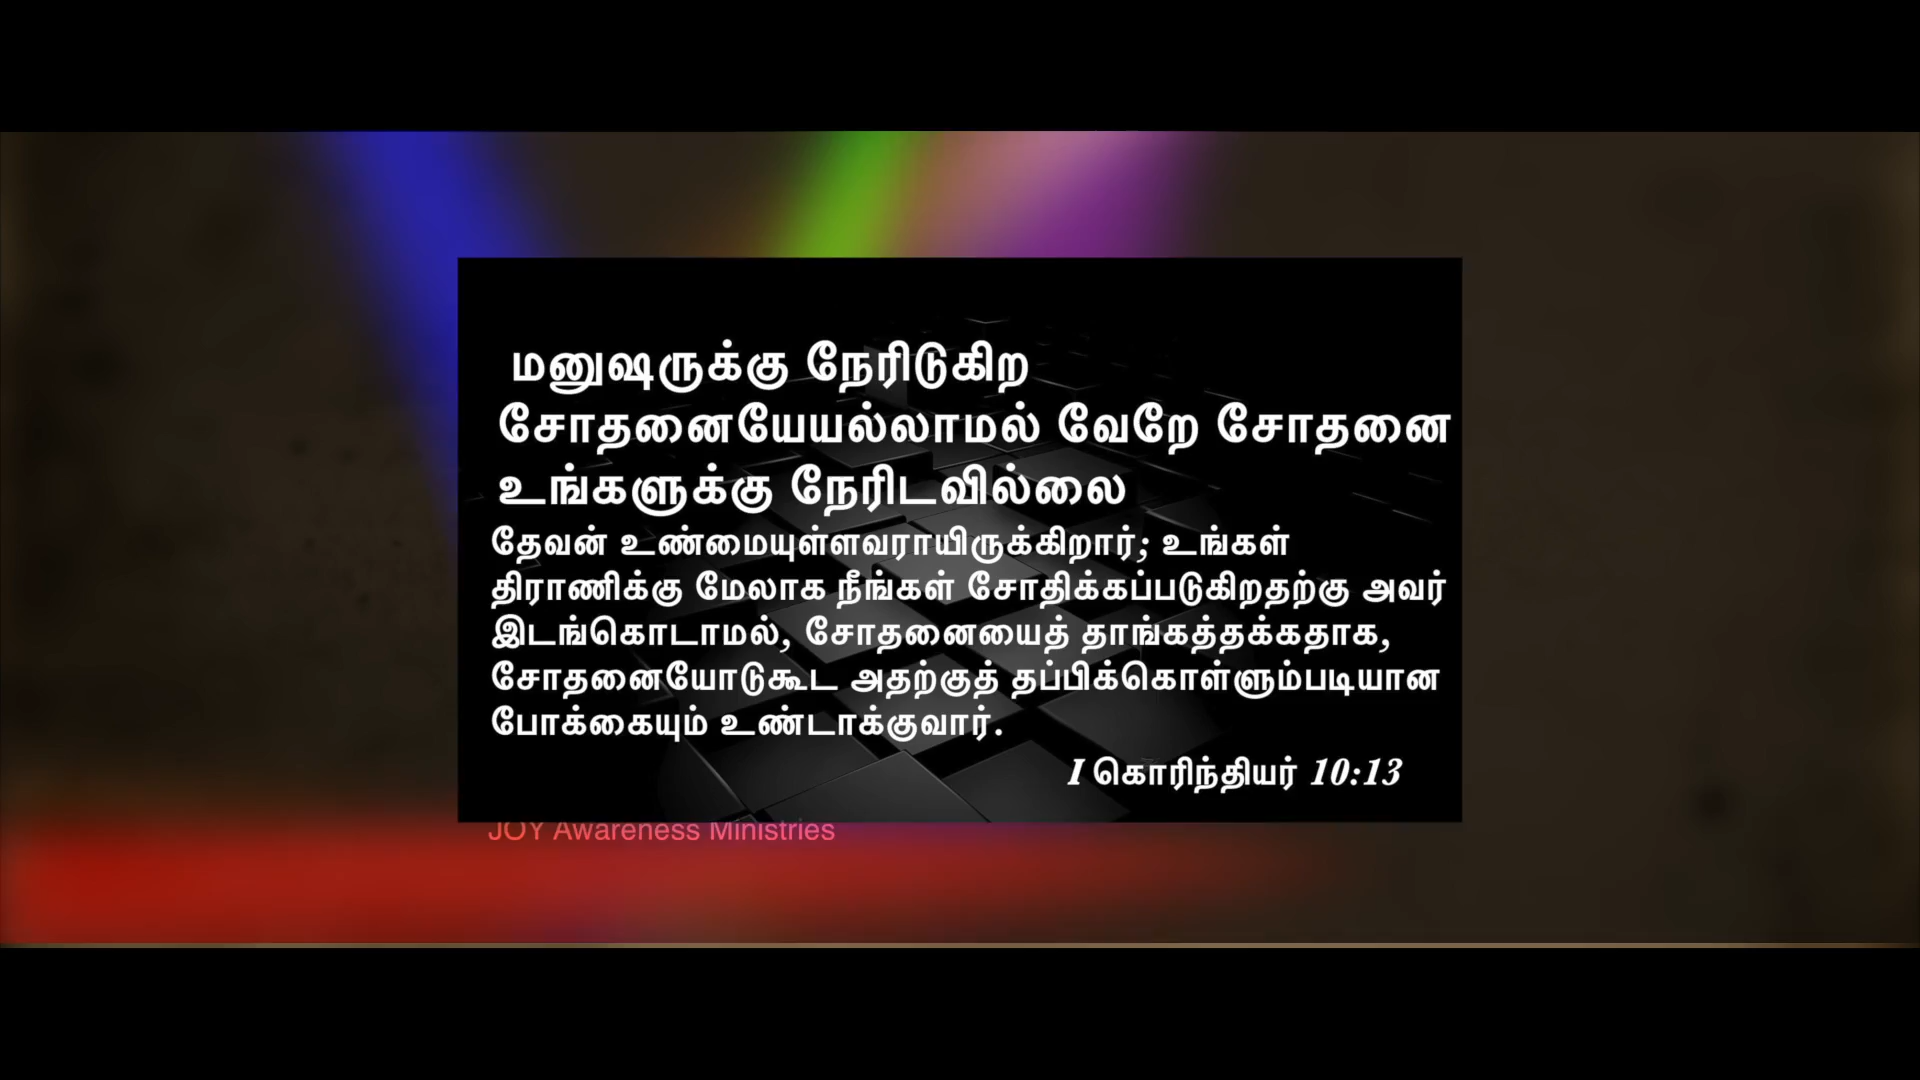 மனுஷருக்கு நேரிடுகிற
சோதனையேயல்லாமல் வேறே சோதனை
உங்களுக்கு நேரிடவில்லை
தேவன் உண்மையுள்ளவராயிருக்கிறார்; உங்கள்
திராணிக்கு மேலாக நீங்கள் சோதிக்கப்படுகிறதற்கு அவர்
இடங்கொடாமல், சோதனையைத் தாங்கத்தக்கதாக,
சோதனையோடுகூட அதற்குத் தப்பிக்கொள்ளும்படியான
போக்கையும் உண்டாக்குவார்.
I கொரிந்தியர் 10:13
JOY Awareness Ministries